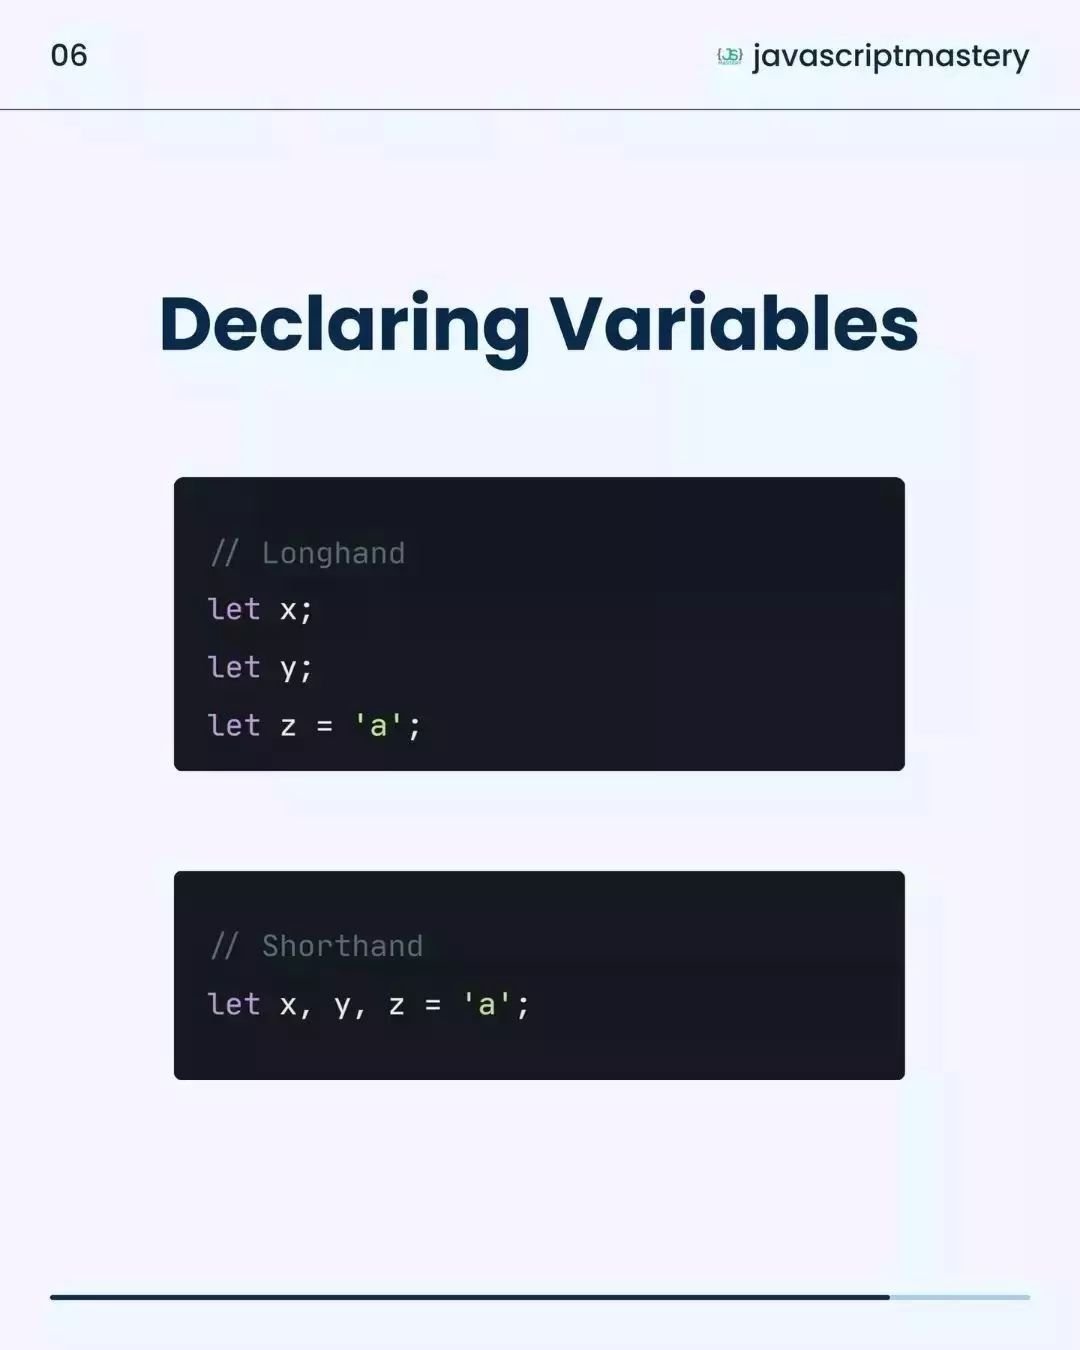 06
{JS} javascriptmastery
Declaring Variables
// Longhand
let x;
let y;
let z = 'a';
// Shorthand
let x, y, z = 'a';